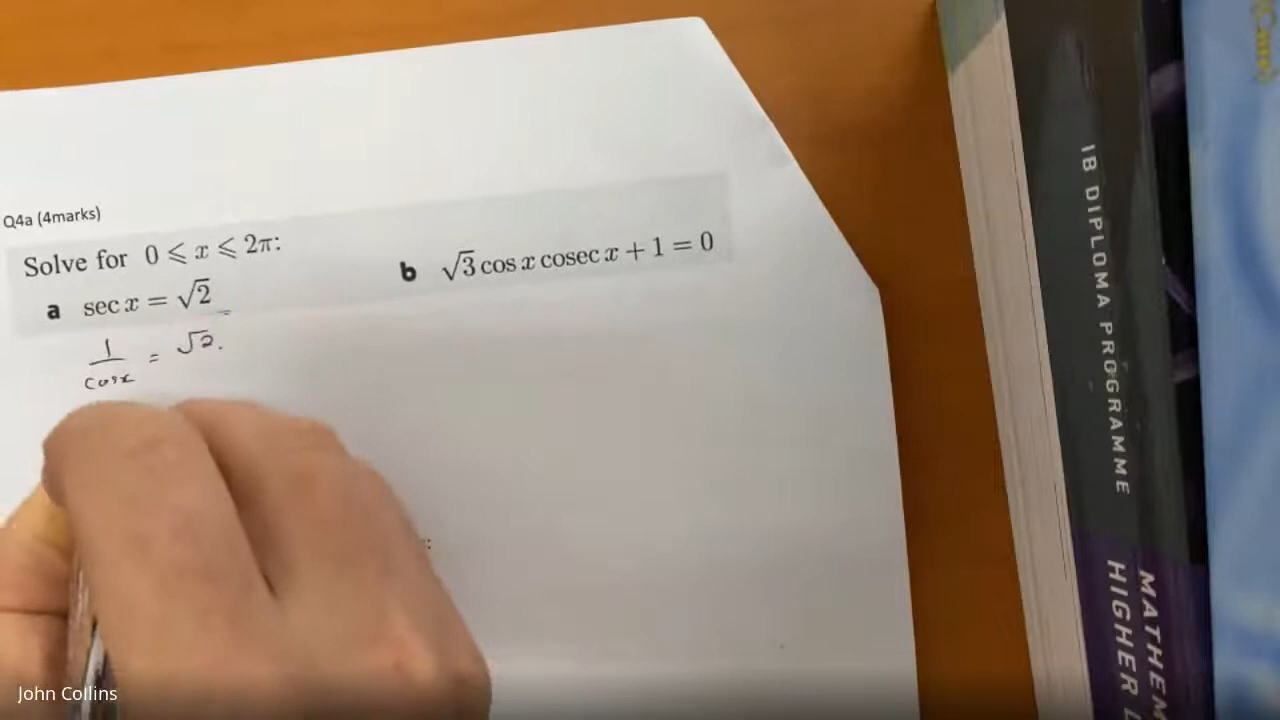 Q4a (4marks)
Solve for 0 ⩽ x ⩽ 2π:
a sec x = √2
b √3 cos x cosec x + 1 = 0
1/cosx = √2.
:
IB DIPLOMA PROGRAMME
MATHEM
HIGHER L
John Collins